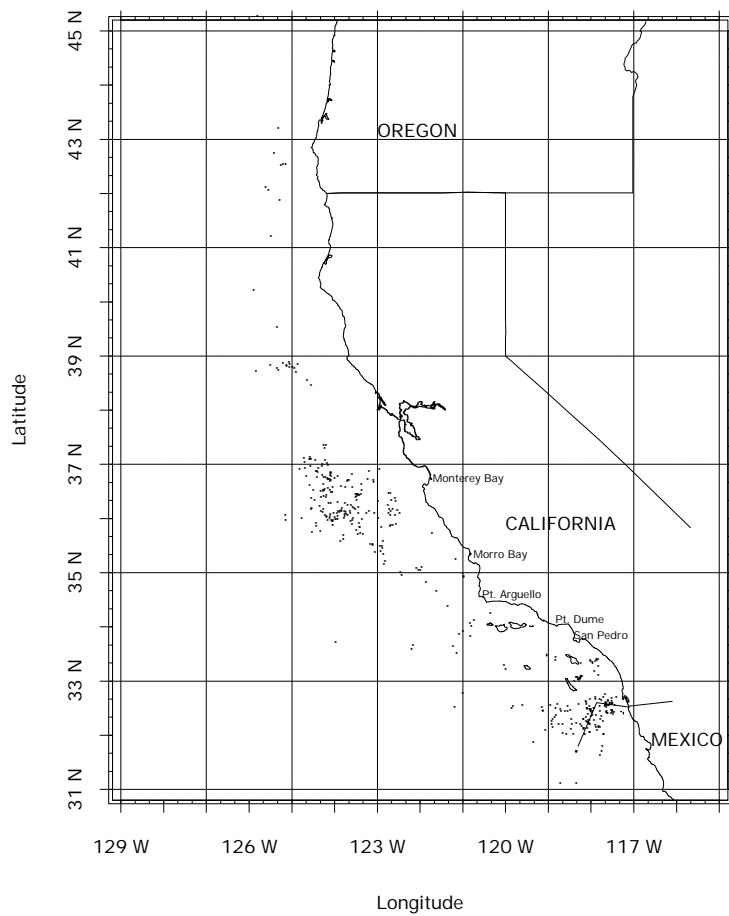 45 N
43 N
41 N
39 N
37 N
35 N
33 N
31 N
Latitude
OREGON
Monterey Bay
CALIFORNIA
Morro Bay
Pt. Arguello
Pt. Dume
San Pedro
MEXICO
129 W
126 W
123 W
120 W
117 W
Longitude